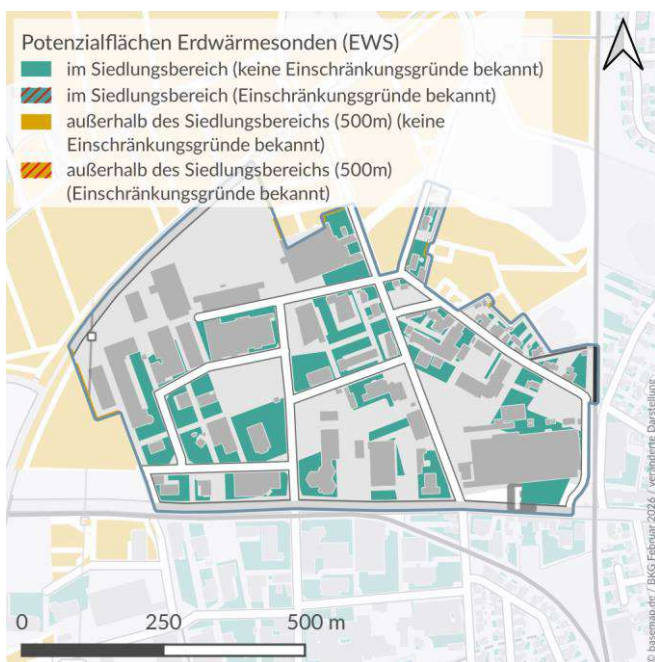 Potenzialflächen Erdwärmesonden (EWS)
im Siedlungsbereich (keine Einschränkungsgründe bekannt)
im Siedlungsbereich (Einschränkungsgründe bekannt)
außerhalb des Siedlungsbereichs (500m) (keine
Einschränkungsgründe bekannt)
außerhalb des Siedlungsbereichs (500m)
(Einschränkungsgründe bekannt)
0 250 500 m
© basemap.de / BKG Februar 2026 / veränderte Darstellung